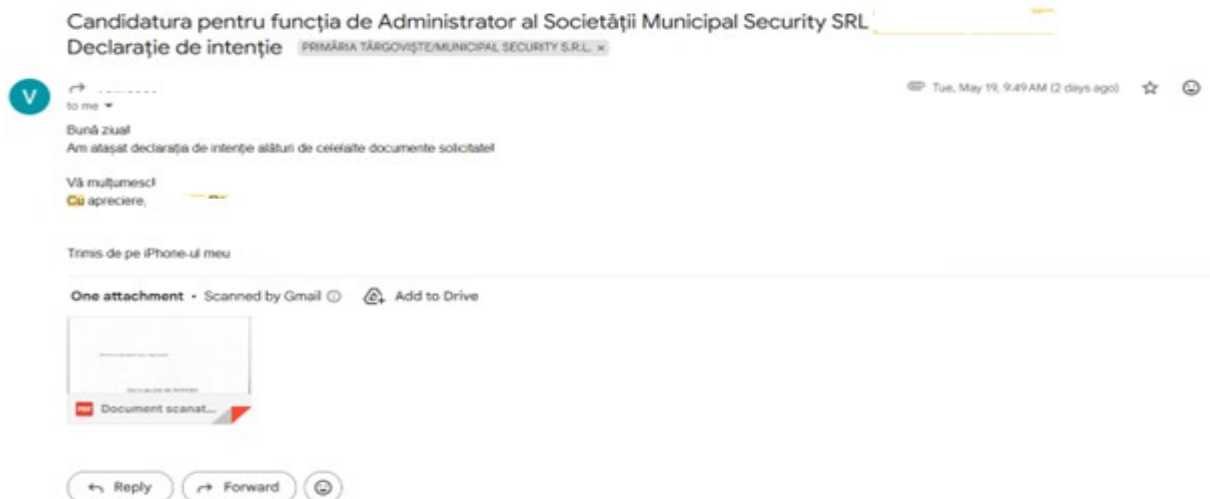 Candidatura pentru funcția de Administrator al Societății Municipal Security SRL
Declarație de intenție PRIMĂRIA TÂRGOVIȘTE/MUNICIPAL SECURITY S.R.L. ×
V
Tue, May 19, 9:49 AM (2 days ago)
to me
Bună ziua!
Am atașat declarația de intenție alături de celelalte documente solicitate!
Vă mulțumesc!
Cu apreciere,
Trimis de pe iPhone-ul meu
One attachment • Scanned by Gmail Add to Drive
PDF Document scanat...
Reply Forward